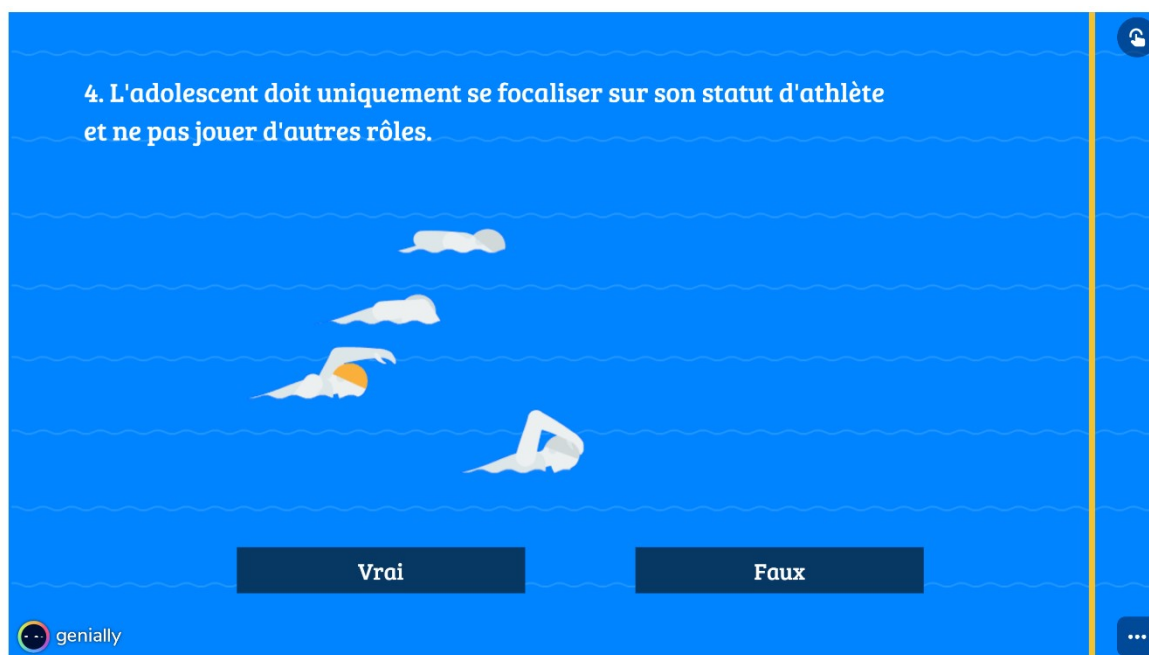 4. L'adolescent doit uniquement se focaliser sur son statut d'athlète
et ne pas jouer d'autres rôles.
Vrai
Faux
genially